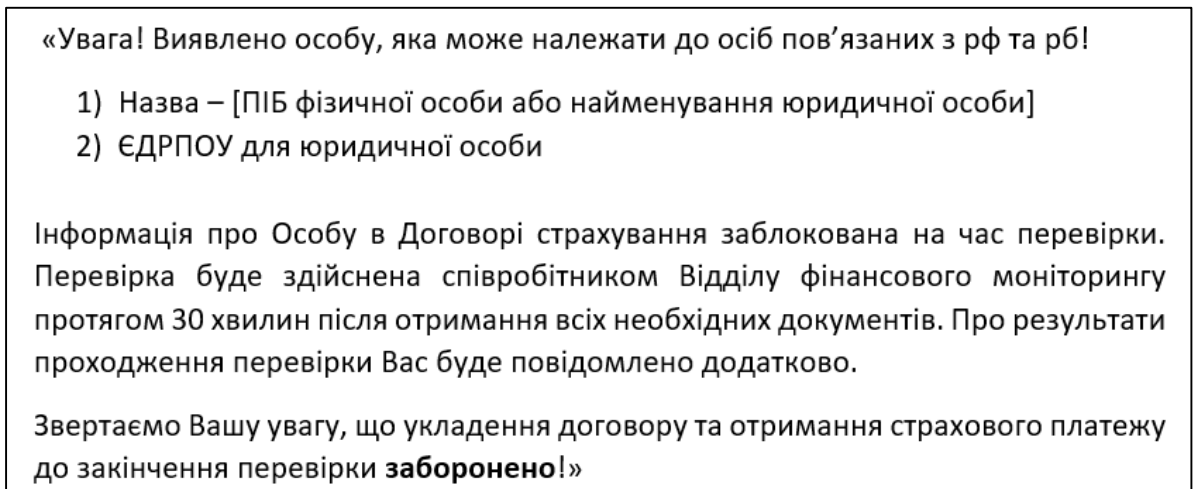 «Увага! Виявлено особу, яка може належати до осіб пов’язаних з рф та рб!
1) Назва – [ПІБ фізичної особи або найменування юридичної особи]
2) ЄДРПОУ для юридичної особи
Інформація про Особу в Договорі страхування заблокована на час перевірки.
Перевірка буде здійснена співробітником Відділу фінансового моніторингу
протягом 30 хвилин після отримання всіх необхідних документів. Про результати
проходження перевірки Вас буде повідомлено додатково.
Звертаємо Вашу увагу, що укладення договору та отримання страхового платежу
до закінчення перевірки заборонено!»